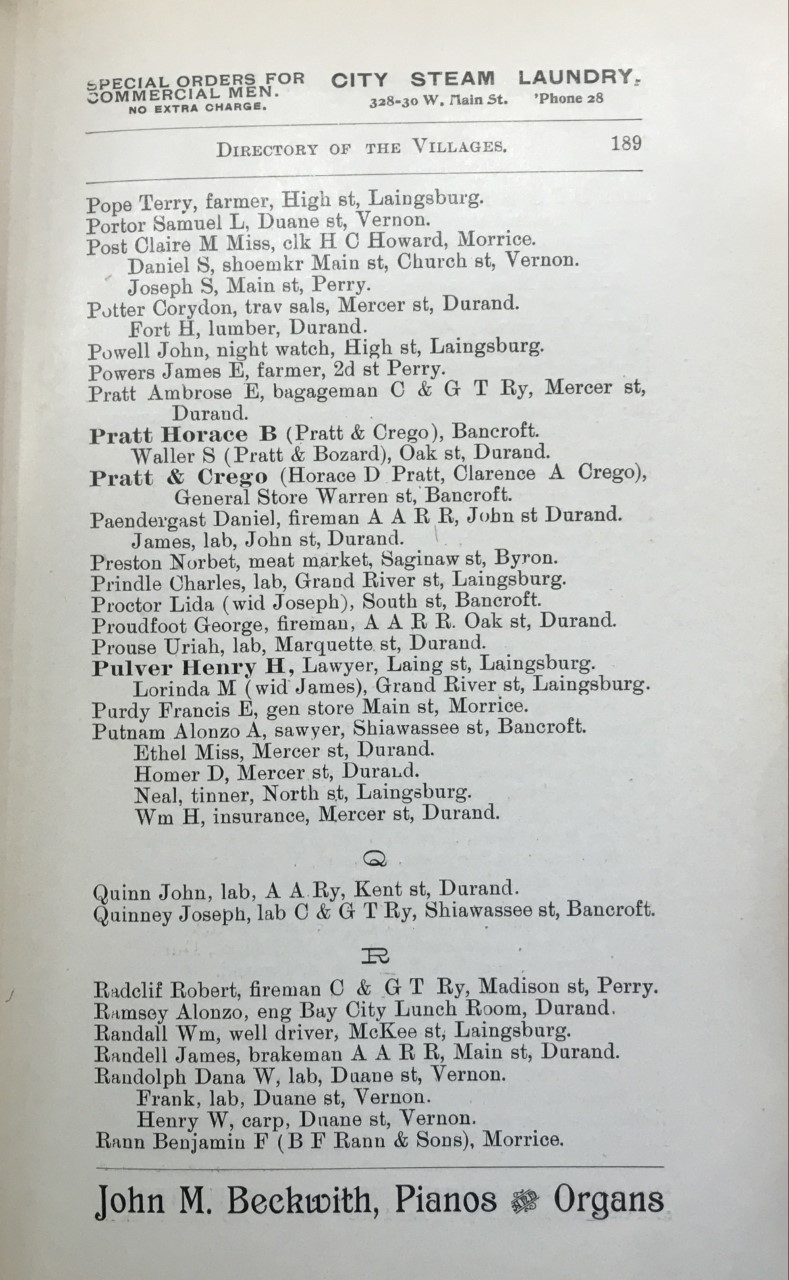 SPECIAL ORDERS FOR
COMMERCIAL MEN.
NO EXTRA CHARGE.
CITY STEAM LAUNDRY.
328-30 W. Main St. 'Phone 28
DIRECTORY OF THE VILLAGES. 189
Pope Terry, farmer, High st, Laingsburg.
Portor Samuel L, Duane st, Vernon.
Post Claire M Miss, clk H C Howard, Morrice.
Daniel S, shoemkr Main st, Church st, Vernon.
Joseph S, Main st, Perry.
Potter Corydon, trav sals, Mercer st, Durand.
Fort H, lumber, Durand.
Powell John, night watch, High st, Laingsburg.
Powers James E, farmer, 2d st Perry.
Pratt Ambrose E, bagageman C & G T Ry, Mercer st,
Durand.
Pratt Horace B (Pratt & Crego), Bancroft.
Waller S (Pratt & Bozard), Oak st, Durand.
Pratt & Crego (Horace D Pratt, Clarence A Crego),
General Store Warren st, Bancroft.
Paendergast Daniel, fireman A A R R, John st Durand.
James, lab, John st, Durand.
Preston Norbet, meat market, Saginaw st, Byron.
Prindle Charles, lab, Grand River st, Laingsburg.
Proctor Lida (wid Joseph), South st, Bancroft.
Proudfoot George, fireman, A A R R. Oak st, Durand.
Prouse Uriah, lab, Marquette st, Durand.
Pulver Henry H, Lawyer, Laing st, Laingsburg.
Lorinda M (wid James), Grand River st, Laingsburg.
Purdy Francis E, gen store Main st, Morrice.
Putnam Alonzo A, sawyer, Shiawassee st, Bancroft.
Ethel Miss, Mercer st, Durand.
Homer D, Mercer st, Durand.
Neal, tinner, North st, Laingsburg.
Wm H, insurance, Mercer st, Durand.
Q
Quinn John, lab, A A Ry, Kent st, Durand.
Quinney Joseph, lab C & G T Ry, Shiawassee st, Bancroft.
R
Radclif Robert, fireman C & G T Ry, Madison st, Perry.
Ramsey Alonzo, eng Bay City Lunch Room, Durand.
Randall Wm, well driver, McKee st, Laingsburg.
Randell James, brakeman A A R R, Main st, Durand.
Randolph Dana W, lab, Duane st, Vernon.
Frank, lab, Duane st, Vernon.
Henry W, carp, Duane st, Vernon.
Rann Benjamin F (B F Rann & Sons), Morrice.
John M. Beckwith, Pianos Organs